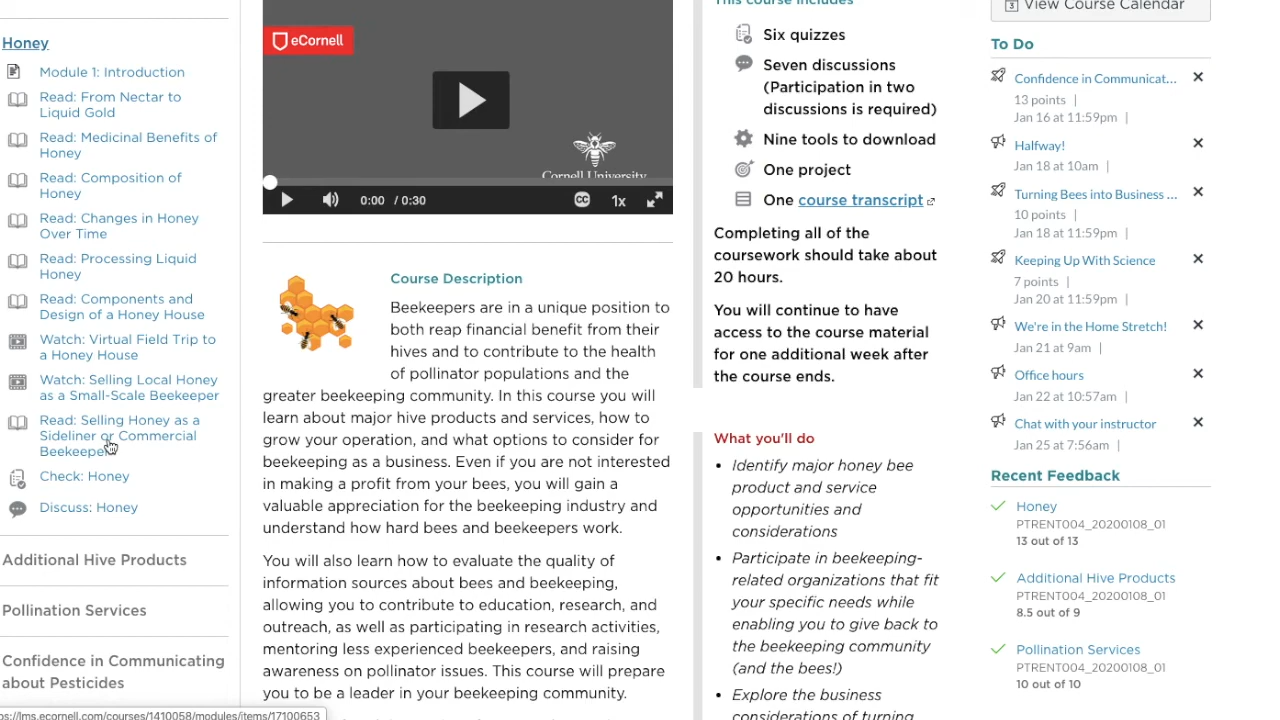 Honey
Module 1: Introduction
Read: From Nectar to
Liquid Gold
Read: Medicinal Benefits of
Honey
Read: Composition of
Honey
Read: Changes in Honey
Over Time
Read: Processing Liquid
Honey
Read: Components and
Design of a Honey House
Watch: Virtual Field Trip to
a Honey House
Watch: Selling Local Honey
as a Small-Scale Beekeeper
Read: Selling Honey as a
Sideliner or Commercial
Beekeeper
Check: Honey
Discuss: Honey
Additional Hive Products
Pollination Services
Confidence in Communicating
about Pesticides
ps://lms.ecornell.com/courses/1410058/modules/items/17100653
eCornell
Cornell University
0:00 / 0:30
CC
1x
Course Description
Beekeepers are in a unique position to
both reap financial benefit from their
hives and to contribute to the health
of pollinator populations and the
greater beekeeping community. In this course you will
learn about major hive products and services, how to
grow your operation, and what options to consider for
beekeeping as a business. Even if you are not interested
in making a profit from your bees, you will gain a
valuable appreciation for the beekeeping industry and
understand how hard bees and beekeepers work.
You will also learn how to evaluate the quality of
information sources about bees and beekeeping,
allowing you to contribute to education, research, and
outreach, as well as participating in research activities,
mentoring less experienced beekeepers, and raising
awareness on pollinator issues. This course will prepare
you to be a leader in your beekeeping community.
This course includes
Six quizzes
Seven discussions
(Participation in two
discussions is required)
Nine tools to download
One project
One course transcript
Completing all of the
coursework should take about
20 hours.
You will continue to have
access to the course material
for one additional week after
the course ends.
What you'll do
• Identify major honey bee
product and service
opportunities and
considerations
• Participate in beekeeping-
related organizations that fit
your specific needs while
enabling you to give back to
the beekeeping community
(and the bees!)
• Explore the business
considerations of turning
3 View Course Calendar
To Do
Confidence in Communicat...
13 points |
Jan 16 at 11:59pm |
Halfway!
Jan 18 at 10am |
Turning Bees into Business ...
10 points |
Jan 18 at 11:59pm |
Keeping Up With Science
7 points |
Jan 20 at 11:59pm |
We're in the Home Stretch!
Jan 21 at 9am |
Office hours
Jan 22 at 10:57am |
Chat with your instructor
Jan 25 at 7:56am |
Recent Feedback
Honey
PTRENT004_20200108_01
13 out of 13
Additional Hive Products
PTRENT004_20200108_01
8.5 out of 9
Pollination Services
PTRENT004_20200108_01
10 out of 10